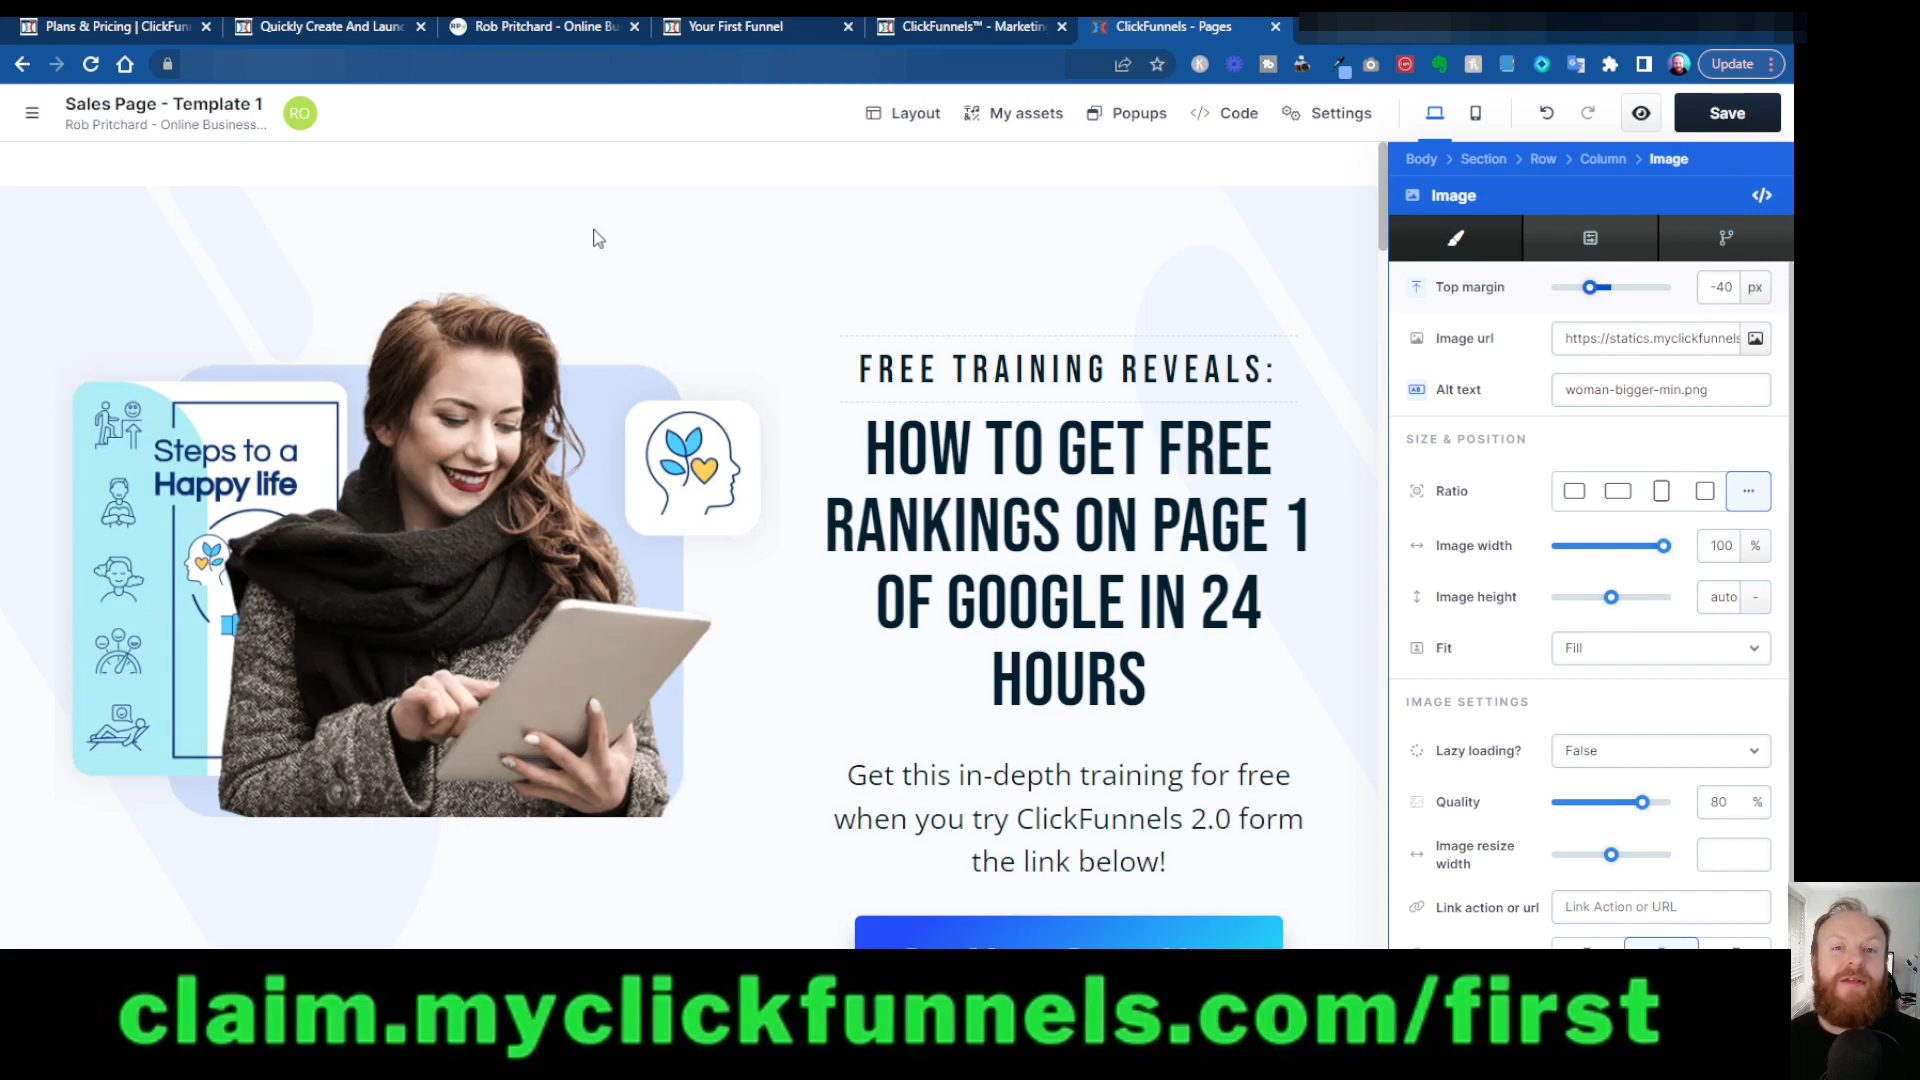 Plans & Pricing | ClickFun
Quickly Create And Launc
Rob Pritchard - Online Bu
Your First Funnel
ClickFunnels™ - Marketin
ClickFunnels - Pages
Update
Sales Page - Template 1
Rob Pritchard - Online Business...
RO
Layout
My assets
Popups
Code
Settings
Save
Body > Section > Row > Column > Image
Image
Top margin
-40 px
Image url
https://statics.myclickfunnels
Alt text
woman-bigger-min.png
SIZE & POSITION
Ratio
Image width
100 %
Image height
auto -
Fit
Fill
IMAGE SETTINGS
Lazy loading?
False
Quality
80 %
Image resize
width
Link action or url
Link Action or URL
Steps to a
Happy life
FREE TRAINING REVEALS:
HOW TO GET FREE
RANKINGS ON PAGE 1
OF GOOGLE IN 24
HOURS
Get this in-depth training for free
when you try ClickFunnels 2.0 form
the link below!
claim.myclickfunnels.com/first